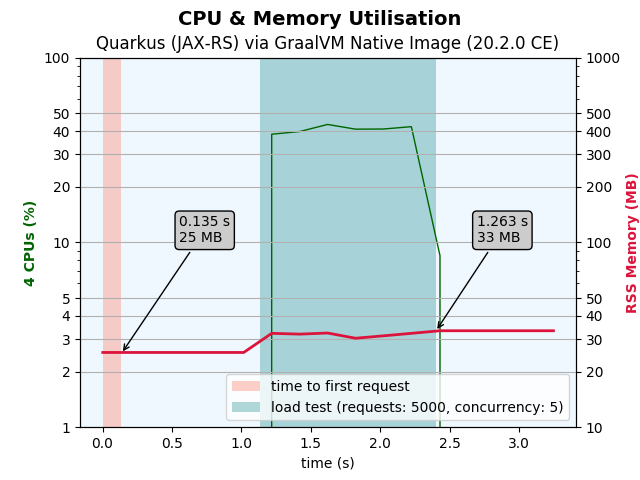 CPU & Memory Utilisation
Quarkus (JAX-RS) via GraalVM Native Image (20.2.0 CE)
100
50
40
30
20
10
5
4
3
2
1
4 CPUs (%)
1000
500
400
300
200
100
50
40
30
20
10
RSS Memory (MB)
0.135 s
25 MB
1.263 s
33 MB
time to first request
load test (requests: 5000, concurrency: 5)
0.0 0.5 1.0 1.5 2.0 2.5 3.0
time (s)